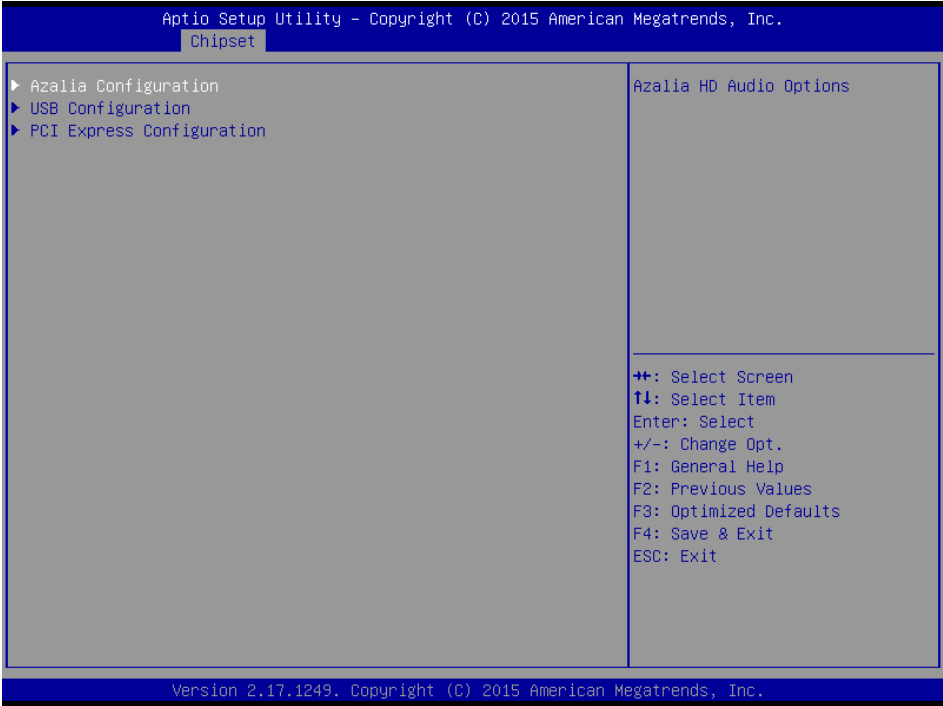 Aptio Setup Utility – Copyright (C) 2015 American Megatrends, Inc.
Chipset
▶ Azalia Configuration
▶ USB Configuration
▶ PCI Express Configuration
Azalia HD Audio Options
→←: Select Screen
↑↓: Select Item
Enter: Select
+/-: Change Opt.
F1: General Help
F2: Previous Values
F3: Optimized Defaults
F4: Save & Exit
ESC: Exit
Version 2.17.1249. Copyright (C) 2015 American Megatrends, Inc.